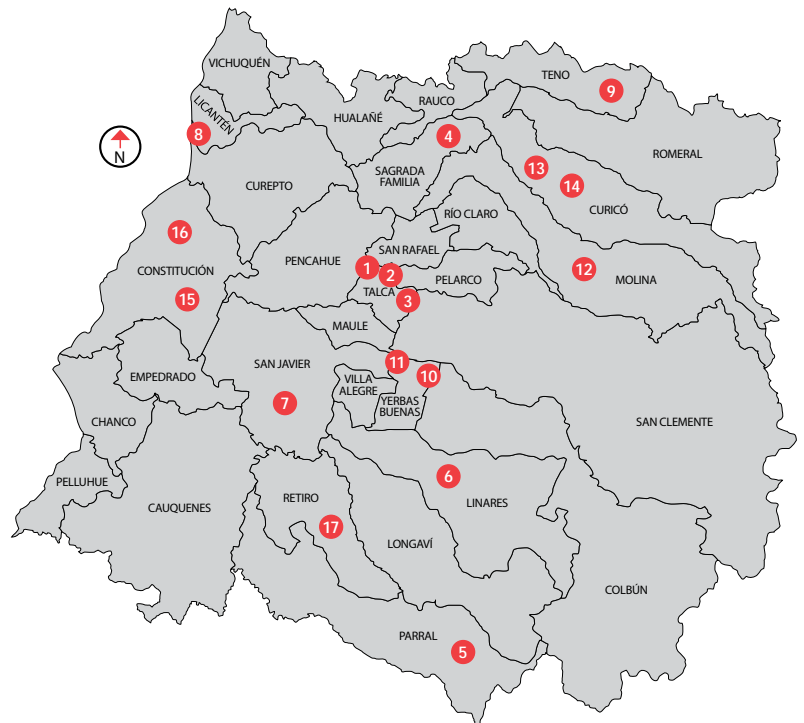 VICHUQUÉN
TENO
9
LICANTÉN
RAUCO
HUALAÑÉ
8
4
N
ROMERAL
SAGRADA
FAMILIA
13
CUREPTO
14
CURICÓ
RÍO CLARO
16
SAN RAFAEL
PENCAHUE
1
2
CONSTITUCIÓN
12
MOLINA
PELARCO
TALCA
3
15
MAULE
SAN JAVIER
11
EMPEDRADO
VILLA
ALEGRE
10
YERBAS
BUENAS
7
CHANCO
SAN CLEMENTE
PELLUHUE
6
RETIRO
LINARES
CAUQUENES
17
LONGAVÍ
COLBÚN
PARRAL
5